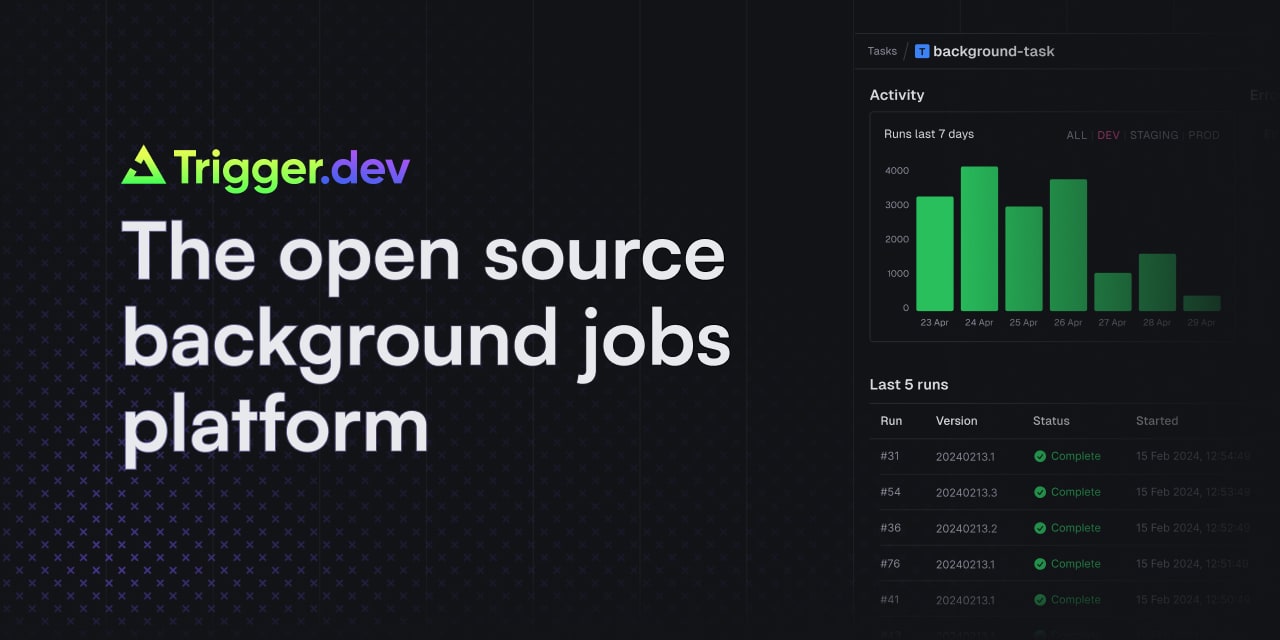 Trigger.dev
The open source
background jobs
platform
Tasks / T background-task
Activity
Runs last 7 days
ALL | DEV | STAGING | PROD
4000
3000
2000
1000
0
23 Apr 24 Apr 25 Apr 26 Apr 27 Apr 28 Apr 29 Apr
Last 5 runs
Run Version Status Started
#31 20240213.1 Complete 15 Feb 2024, 12:54:49
#54 20240213.3 Complete 15 Feb 2024, 12:53:49
#36 20240213.2 Complete 15 Feb 2024, 12:52:49
#76 20240213.1 Complete 15 Feb 2024, 12:51:49
#41 20240213.1 Complete 15 Feb 2024, 12:50:49